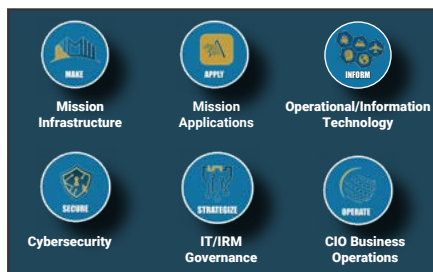 MAKE
Mission
Infrastructure
APPLY
Mission
Applications
INFORM
Operational/Information
Technology
SECURE
Cybersecurity
STRATEGIZE
IT/IRM
Governance
OPERATE
CIO Business
Operations